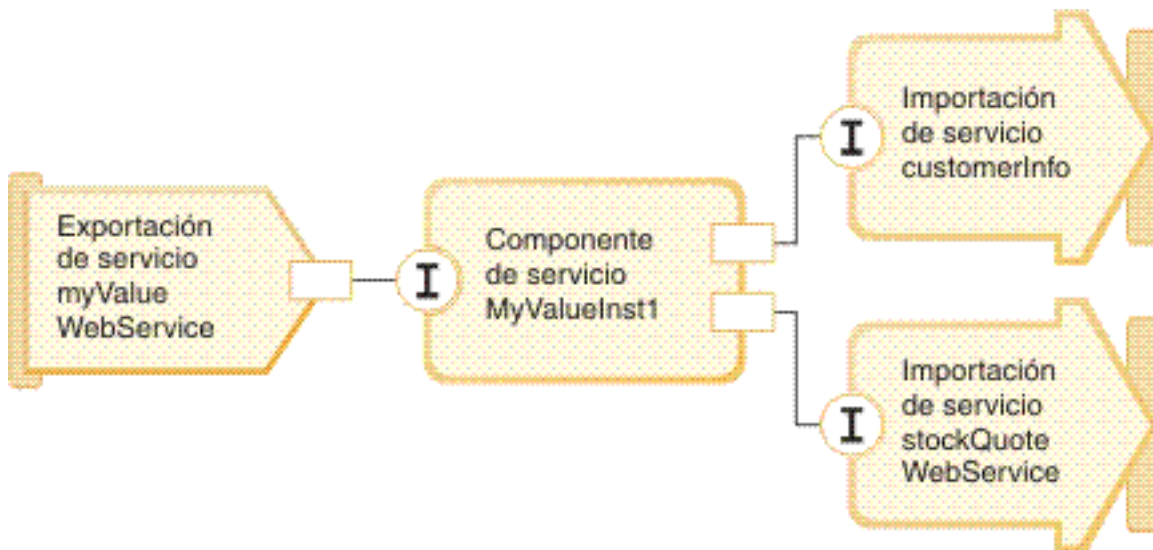 Exportación
de servicio
myValue
WebService
I
Componente
de servicio
MyValueInst1
I
Importación
de servicio
customerInfo
I
Importación
de servicio
stockQuote
WebService